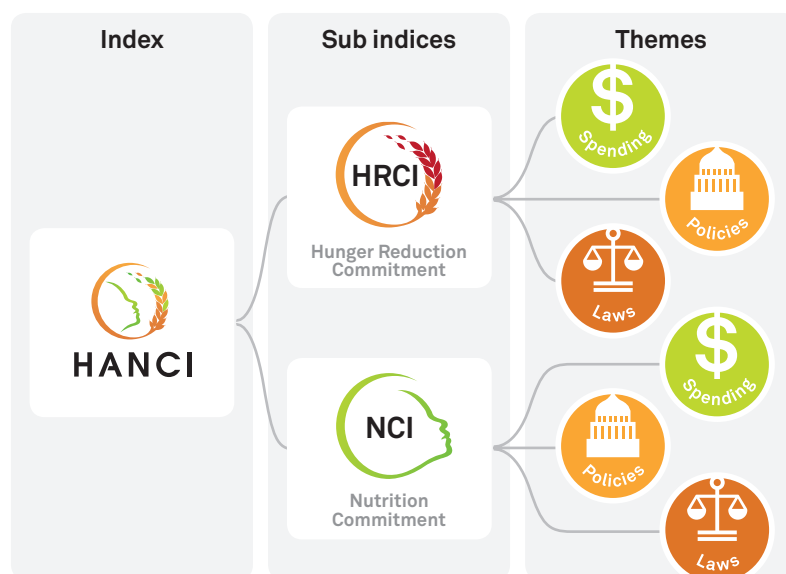 Index
Sub indices
Themes
HANCI
HRCI
Hunger Reduction
Commitment
$
Spending
Policies
Laws
NCI
Nutrition
Commitment
$
Spending
Policies
Laws